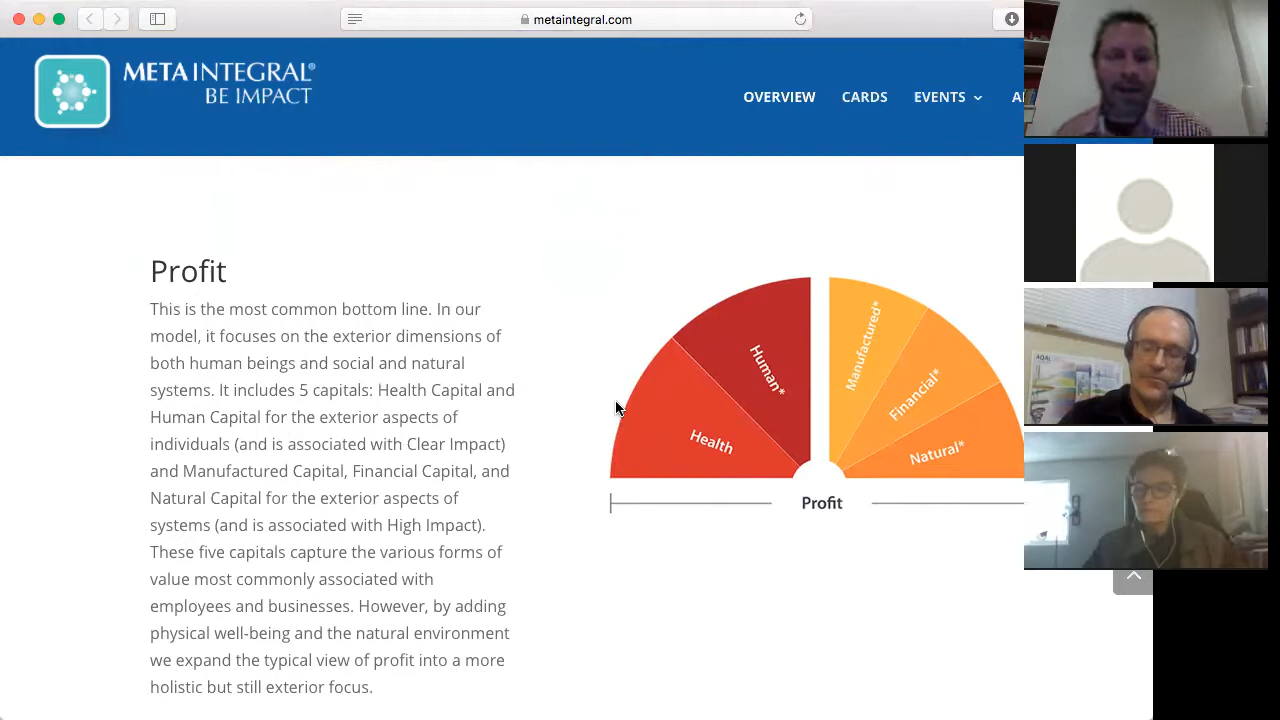 metaintegral.com
META INTEGRAL®
BE IMPACT
OVERVIEW
CARDS
EVENTS
Profit
This is the most common bottom line. In our
model, it focuses on the exterior dimensions of
both human beings and social and natural
systems. It includes 5 capitals: Health Capital and
Human Capital for the exterior aspects of
individuals (and is associated with Clear Impact)
and Manufactured Capital, Financial Capital, and
Natural Capital for the exterior aspects of
systems (and is associated with High Impact).
These five capitals capture the various forms of
value most commonly associated with
employees and businesses. However, by adding
physical well-being and the natural environment
we expand the typical view of profit into a more
holistic but still exterior focus.
Health
Human*
Manufactured*
Financial*
Natural*
Profit
AQAL